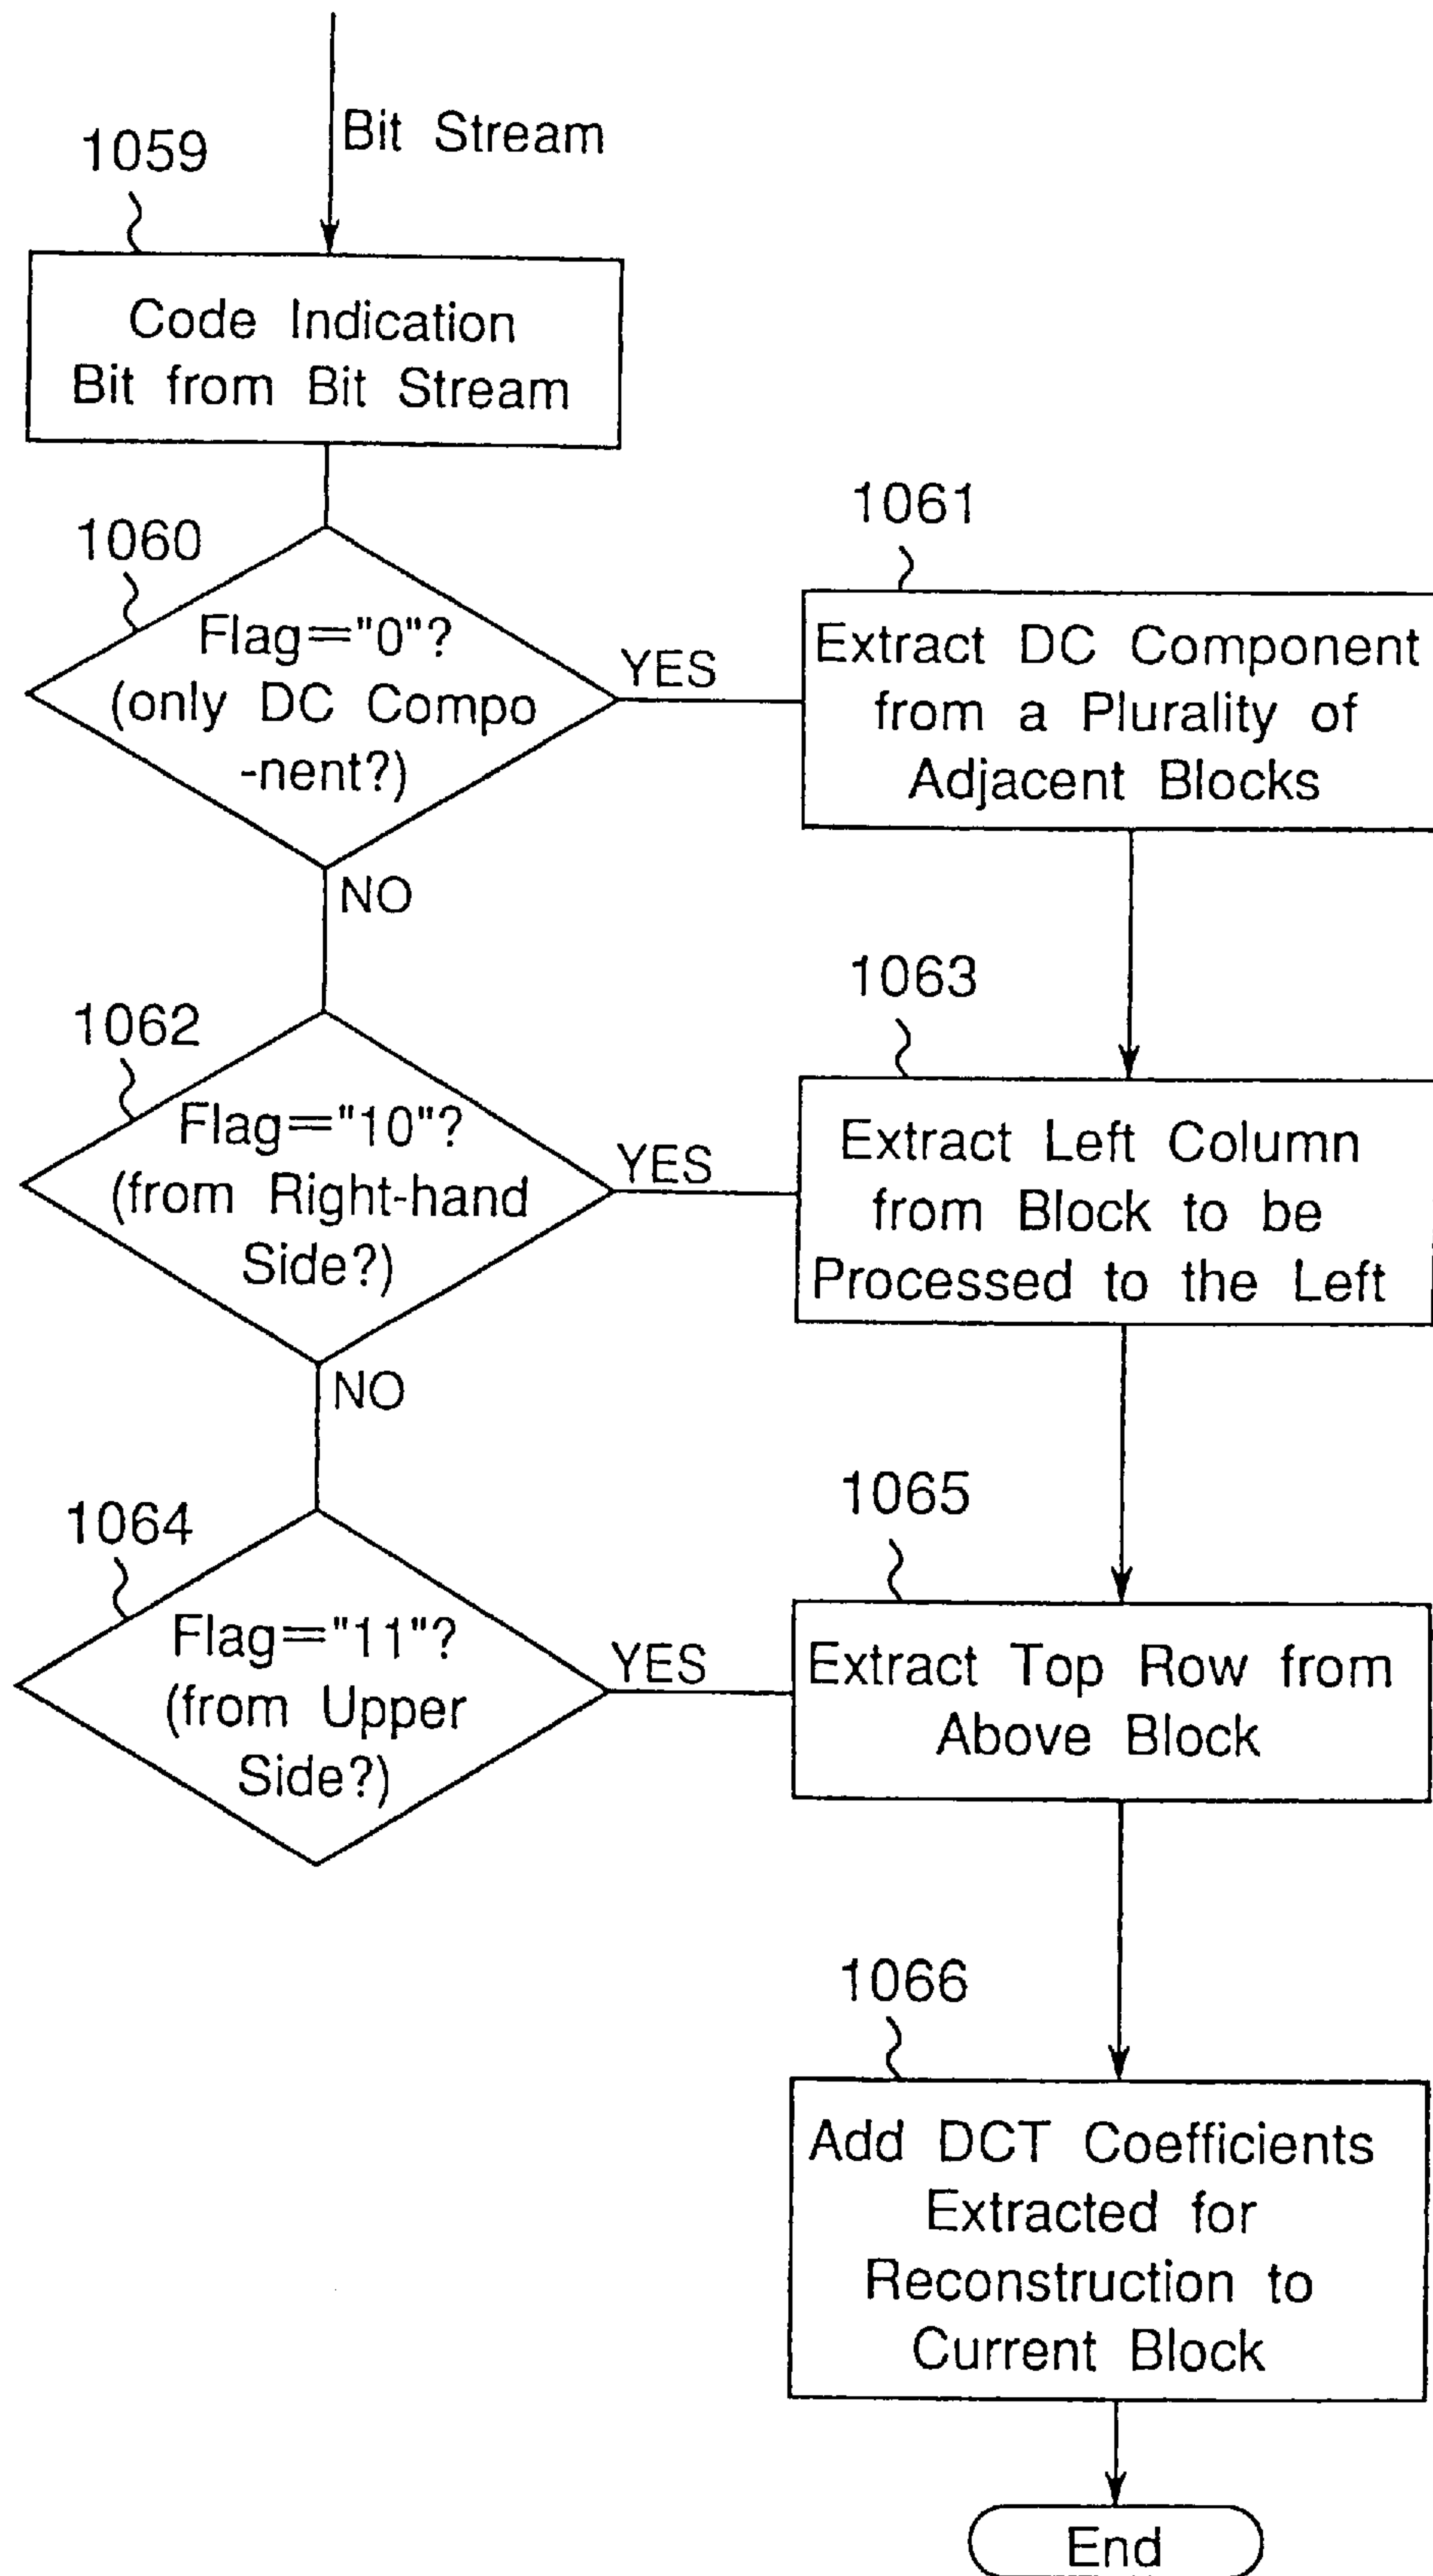 Bit Stream
1059
Code Indication
Bit from Bit Stream
1060
Flag="0"?
(only DC Compo
-nent?)
YES
1061
Extract DC Component
from a Plurality of
Adjacent Blocks
NO
1062
Flag="10"?
(from Right-hand
Side?)
YES
1063
Extract Left Column
from Block to be
Processed to the Left
NO
1064
Flag="11"?
(from Upper
Side?)
YES
1065
Extract Top Row from
Above Block
1066
Add DCT Coefficients
Extracted for
Reconstruction to
Current Block
End